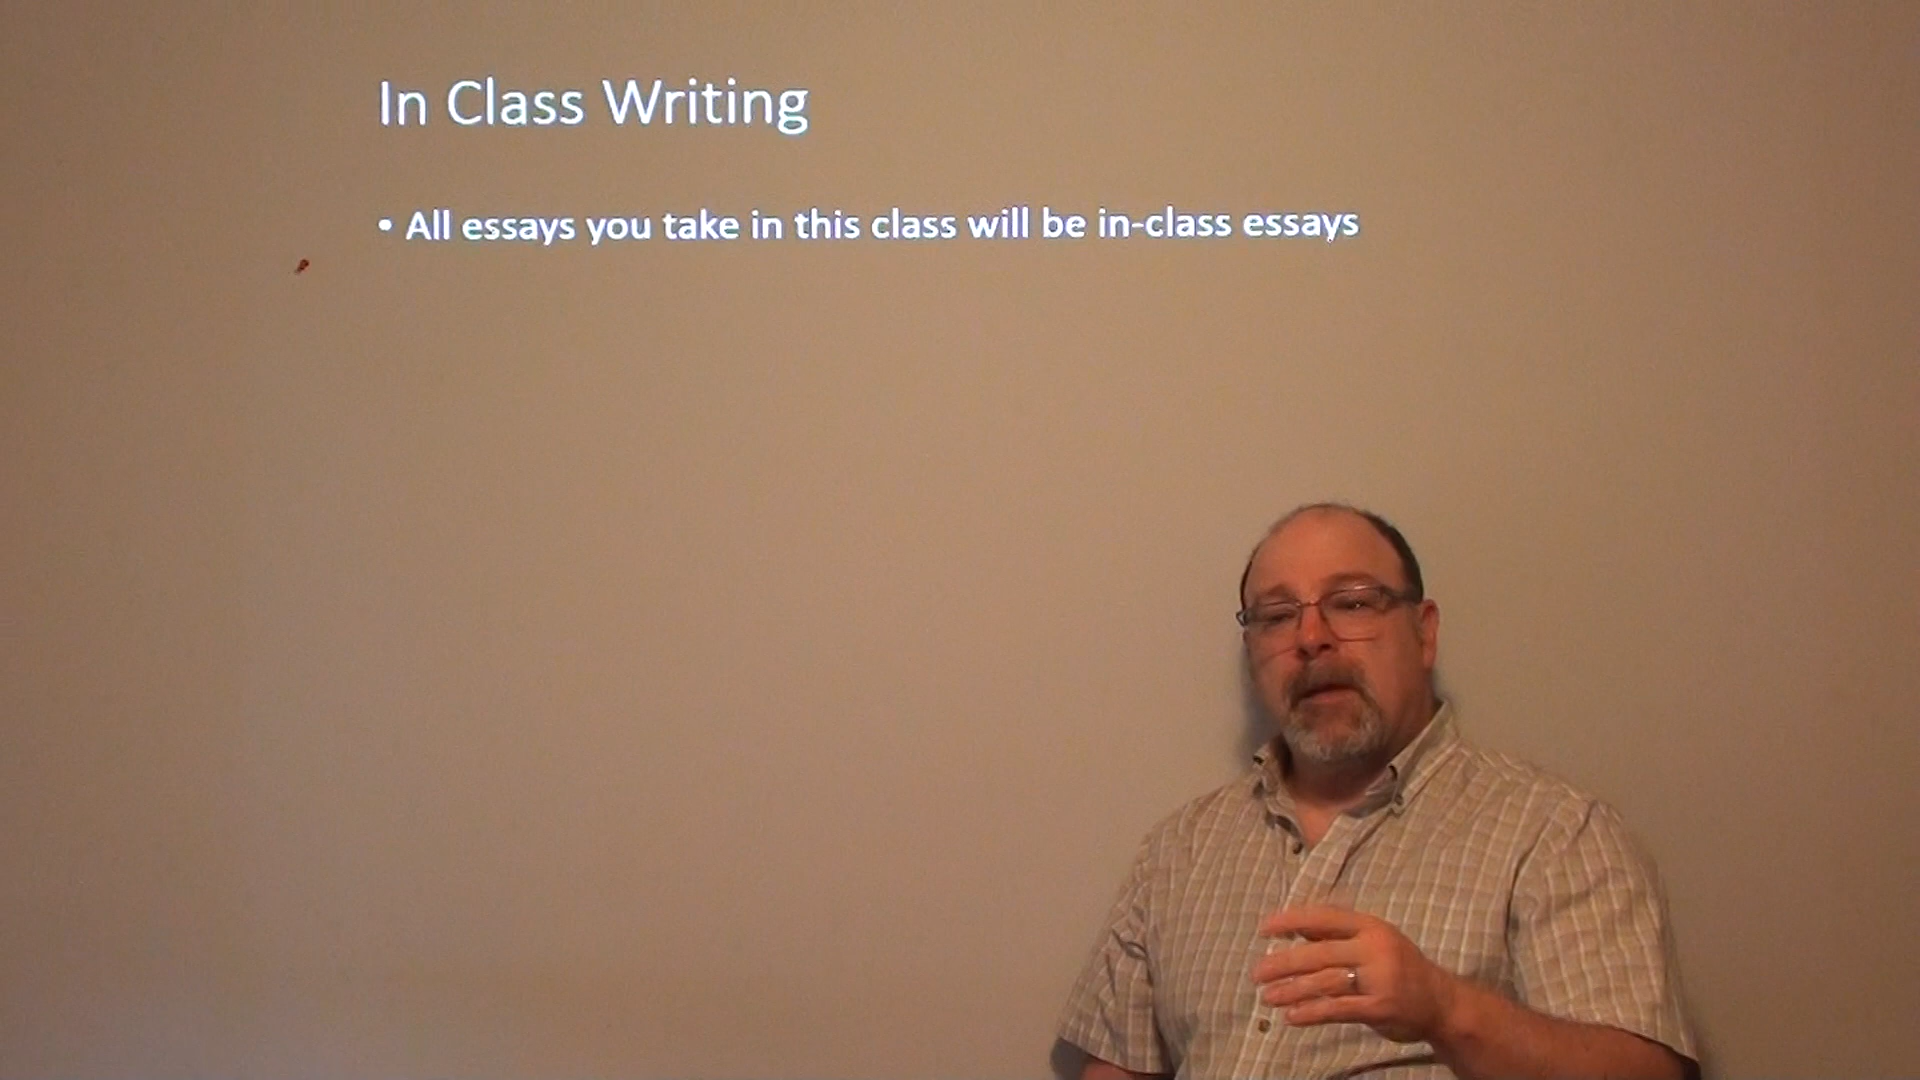 In Class Writing
• All essays you take in this class will be in-class essays